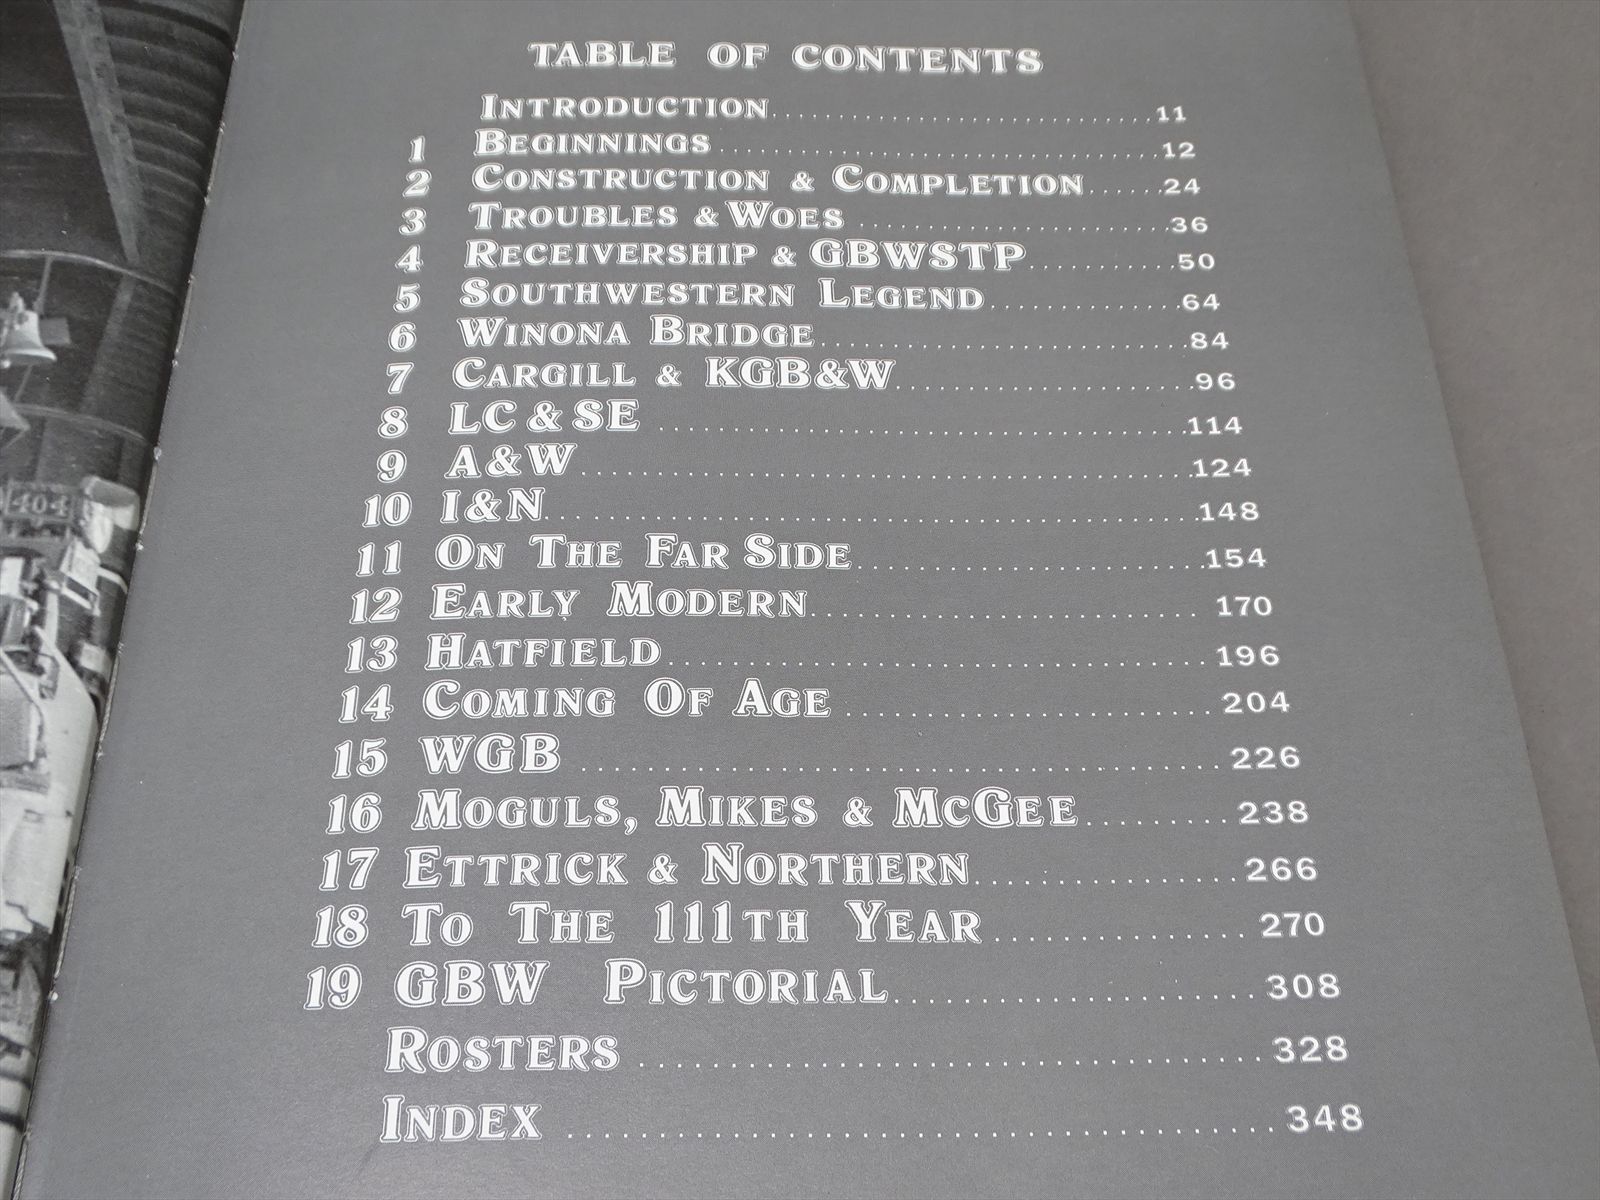 TABLE OF CONTENTS
INTRODUCTION 11
1 BEGINNINGS 12
2 CONSTRUCTION & COMPLETION 24
3 TROUBLES & WOES 36
4 RECEIVERSHIP & GBWSTP 50
5 SOUTHWESTERN LEGEND 64
6 WINONA BRIDGE 84
7 CARGILL & KGB&W 96
8 LC & SE 114
9 A & W 124
10 I & N 148
11 ON THE FAR SIDE 154
12 EARLY MODERN 170
13 HATFIELD 196
14 COMING OF AGE 204
15 WGB 226
16 MOGULS, MIKES & MCGEE 238
17 ETTRICK & NORTHERN 266
18 TO THE 111TH YEAR 270
19 GBW PICTORIAL 308
ROSTERS 328
INDEX 348
404